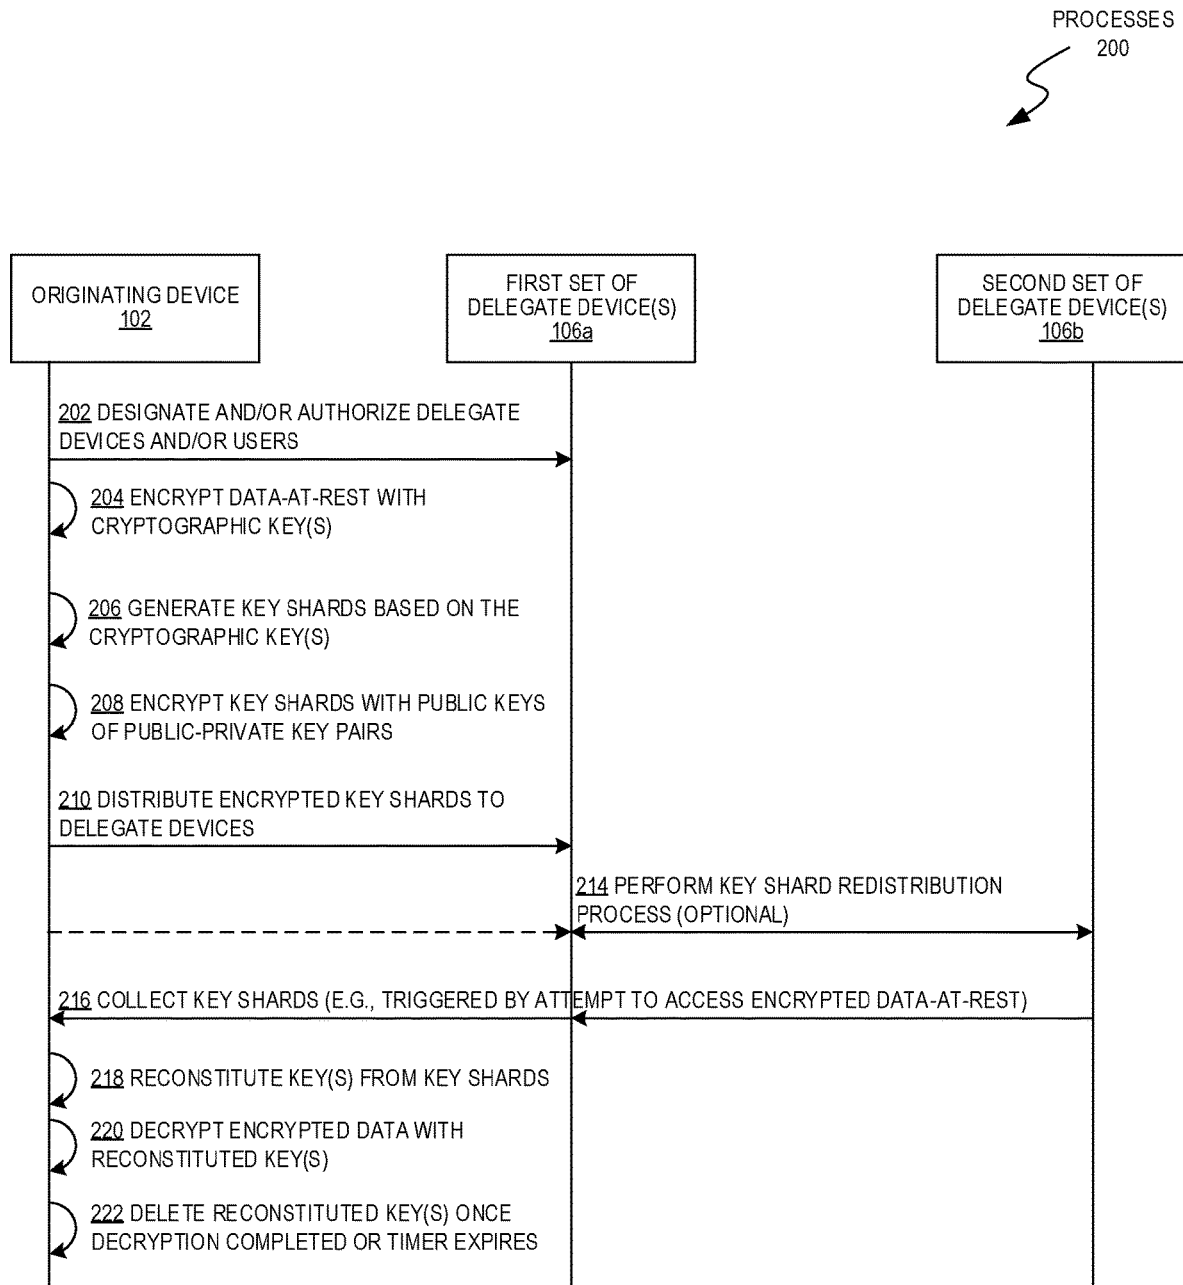 PROCESSES
200
ORIGINATING DEVICE
102
FIRST SET OF
DELEGATE DEVICE(S)
106a
SECOND SET OF
DELEGATE DEVICE(S)
106b
202 DESIGNATE AND/OR AUTHORIZE DELEGATE
DEVICES AND/OR USERS
204 ENCRYPT DATA-AT-REST WITH
CRYPTOGRAPHIC KEY(S)
206 GENERATE KEY SHARDS BASED ON THE
CRYPTOGRAPHIC KEY(S)
208 ENCRYPT KEY SHARDS WITH PUBLIC KEYS
OF PUBLIC-PRIVATE KEY PAIRS
210 DISTRIBUTE ENCRYPTED KEY SHARDS TO
DELEGATE DEVICES
214 PERFORM KEY SHARD REDISTRIBUTION
PROCESS (OPTIONAL)
216 COLLECT KEY SHARDS (E.G., TRIGGERED BY ATTEMPT TO ACCESS ENCRYPTED DATA-AT-REST)
218 RECONSTITUTE KEY(S) FROM KEY SHARDS
220 DECRYPT ENCRYPTED DATA WITH
RECONSTITUTED KEY(S)
222 DELETE RECONSTITUTED KEY(S) ONCE
DECRYPTION COMPLETED OR TIMER EXPIRES